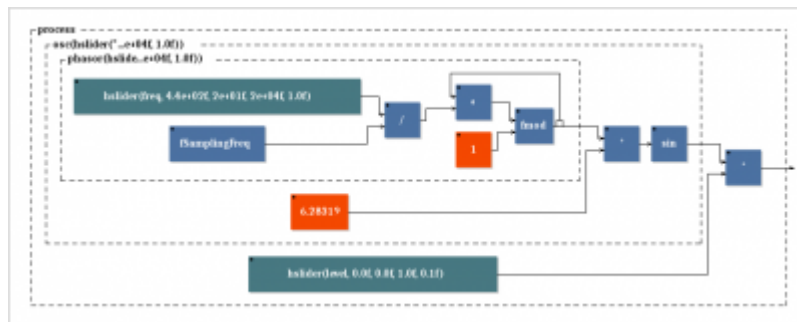 process
osc(hslider("...e+04f, 1.0f))
phasor(hslide...e+04f, 1.0f))
hslider(freq, 4.4e+02f, 2e+01f, 2e+04f, 1.0f)
/
+
fSamplingFreq
1
fmod
*
sin
*
6.28319
hslider(level, 0.0f, 0.0f, 1.0f, 0.1f)